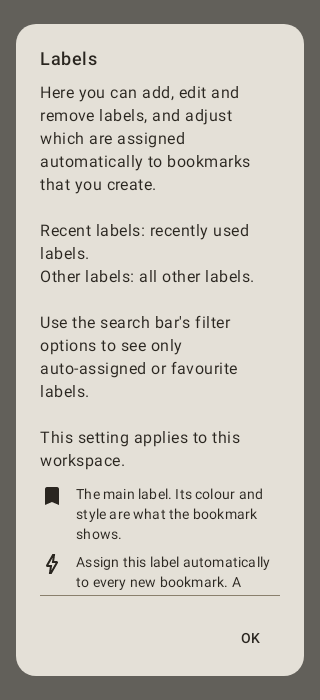 Labels
Here you can add, edit and
remove labels, and adjust
which are assigned
automatically to bookmarks
that you create.
Recent labels: recently used
labels.
Other labels: all other labels.
Use the search bar's filter
options to see only
auto-assigned or favourite
labels.
This setting applies to this
workspace.
The main label. Its colour and
style are what the bookmark
shows.
Assign this label automatically
to every new bookmark. A
OK